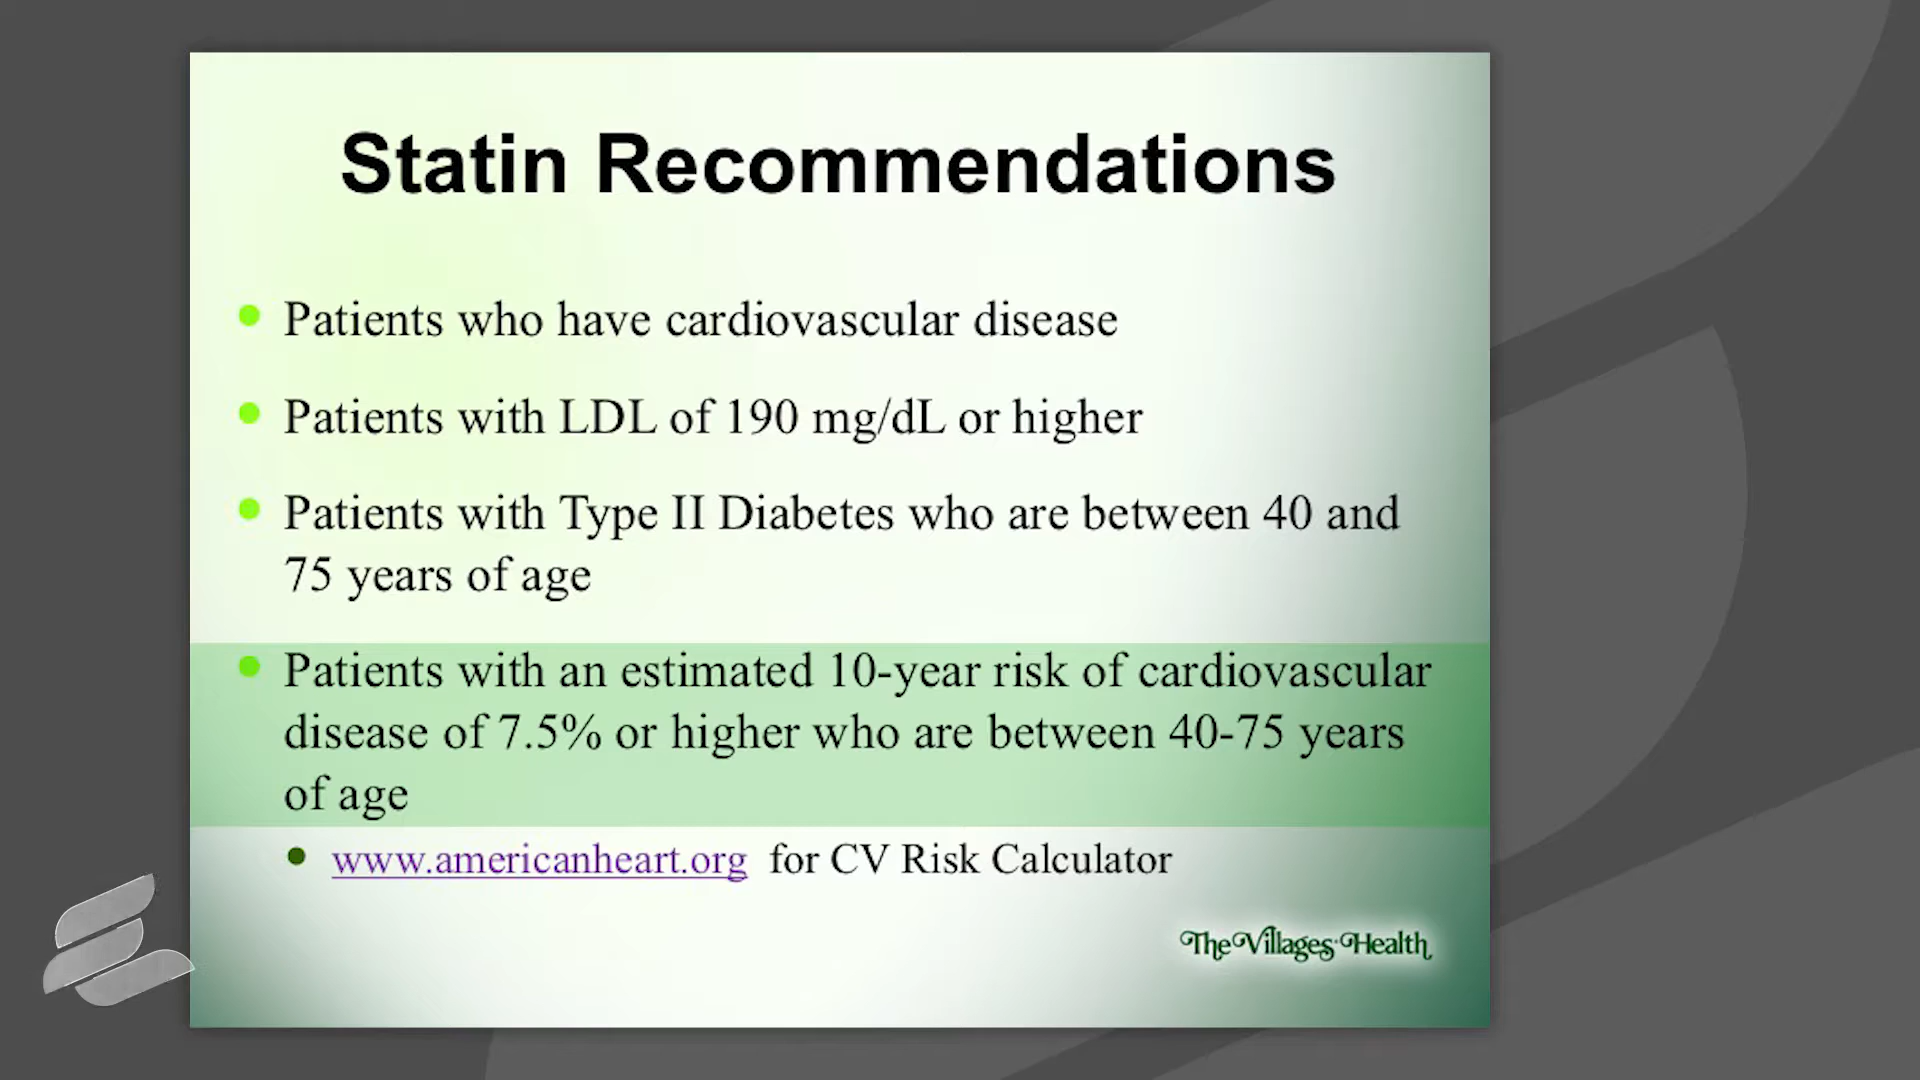 Statin Recommendations
Patients who have cardiovascular disease
Patients with LDL of 190 mg/dL or higher
Patients with Type II Diabetes who are between 40 and
75 years of age
Patients with an estimated 10-year risk of cardiovascular
disease of 7.5% or higher who are between 40-75 years
of age
www.americanheart.org for CV Risk Calculator
The Villages Health